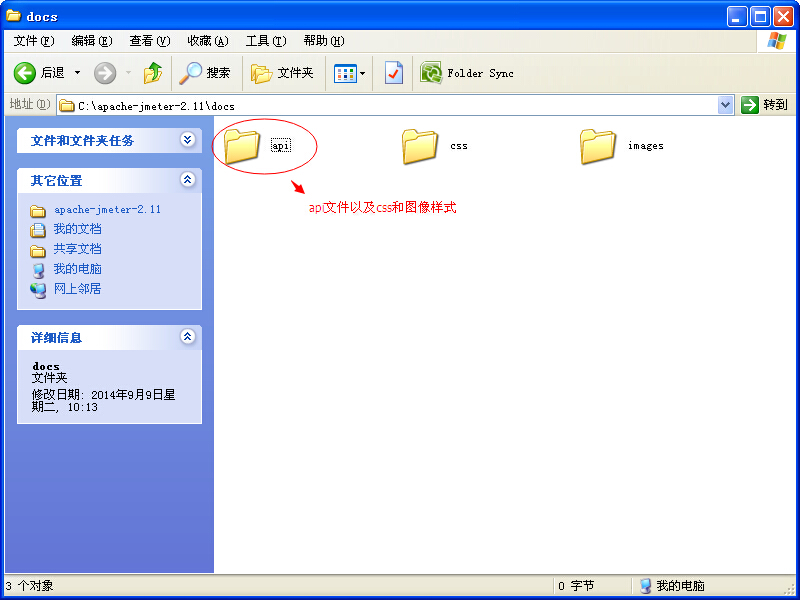 docs
文件(F) 编辑(E) 查看(V) 收藏(A) 工具(T) 帮助(H)
后退 搜索 文件夹 Folder Sync
地址(D) C:\apache-jmeter-2.11\docs 转到
文件和文件夹任务
其它位置
apache-jmeter-2.11
我的文档
共享文档
我的电脑
网上邻居
详细信息
docs
文件夹
修改日期: 2014年9月9日星
期二, 10:13
api css images
api文件以及css和图像样式
3 个对象 0 字节 我的电脑